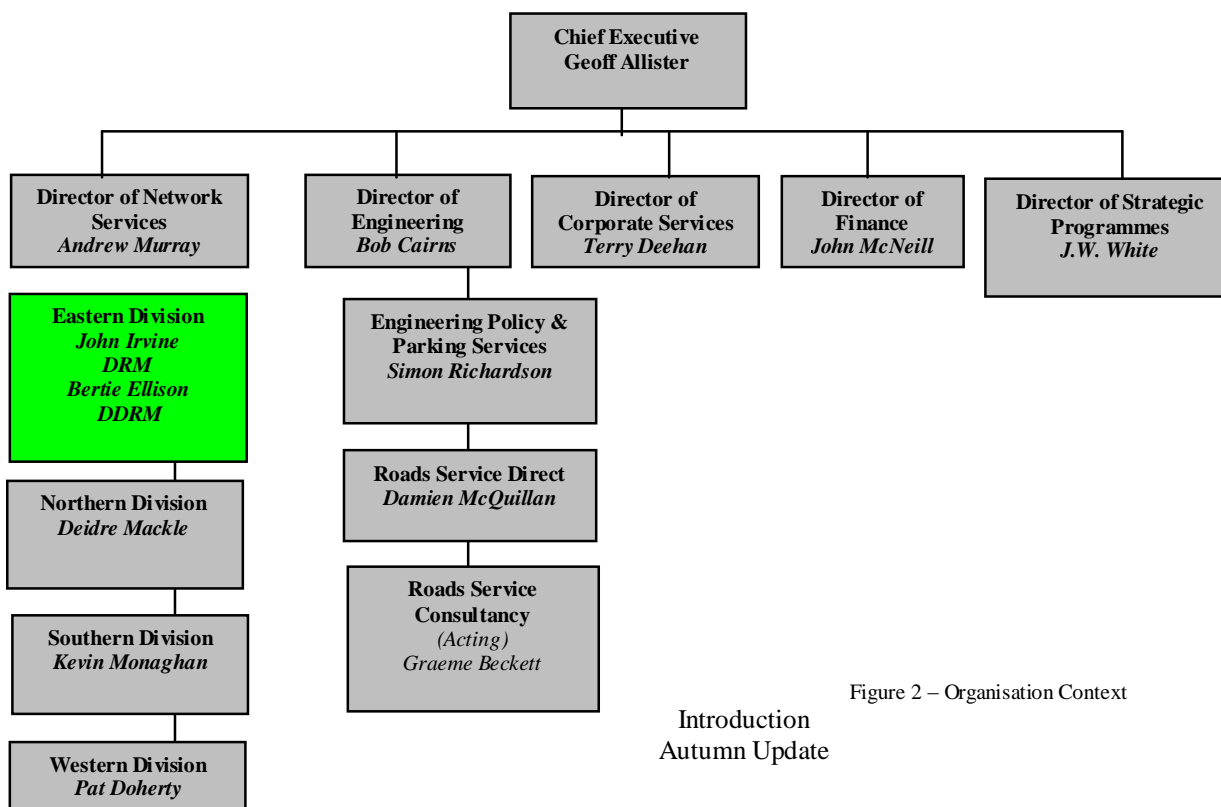 Chief Executive
Geoff Allister
Director of Network
Services
Andrew Murray
Director of
Engineering
Bob Cairns
Director of
Corporate Services
Terry Deehan
Director of
Finance
John McNeill
Director of Strategic
Programmes
J.W. White
Eastern Division
John Irvine
DRM
Bertie Ellison
DDRM
Northern Division
Deidre Mackle
Southern Division
Kevin Monaghan
Western Division
Pat Doherty
Engineering Policy &
Parking Services
Simon Richardson
Roads Service Direct
Damien McQuillan
Roads Service
Consultancy
(Acting)
Graeme Beckett
Figure 2 – Organisation Context
Introduction
Autumn Update